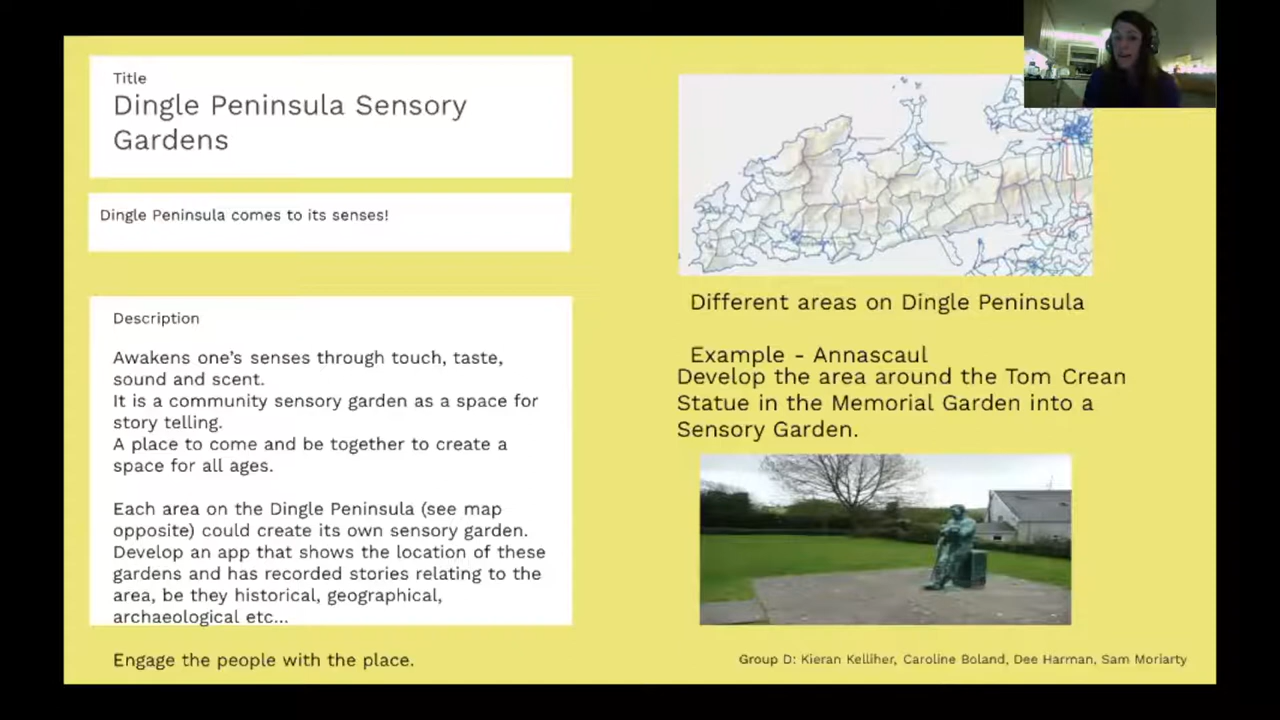 Title
Dingle Peninsula Sensory
Gardens
Dingle Peninsula comes to its senses!
Description
Awakens one's senses through touch, taste,
sound and scent.
It is a community sensory garden as a space for
story telling.
A place to come and be together to create a
space for all ages.
Each area on the Dingle Peninsula (see map
opposite) could create its own sensory garden.
Develop an app that shows the location of these
gardens and has recorded stories relating to the
area, be they historical, geographical,
archaeological etc...
Engage the people with the place.
Different areas on Dingle Peninsula
Example - Annascaul
Develop the area around the Tom Crean
Statue in the Memorial Garden into a
Sensory Garden.
Group D: Kieran Kelliher, Caroline Boland, Dee Harman, Sam Moriarty